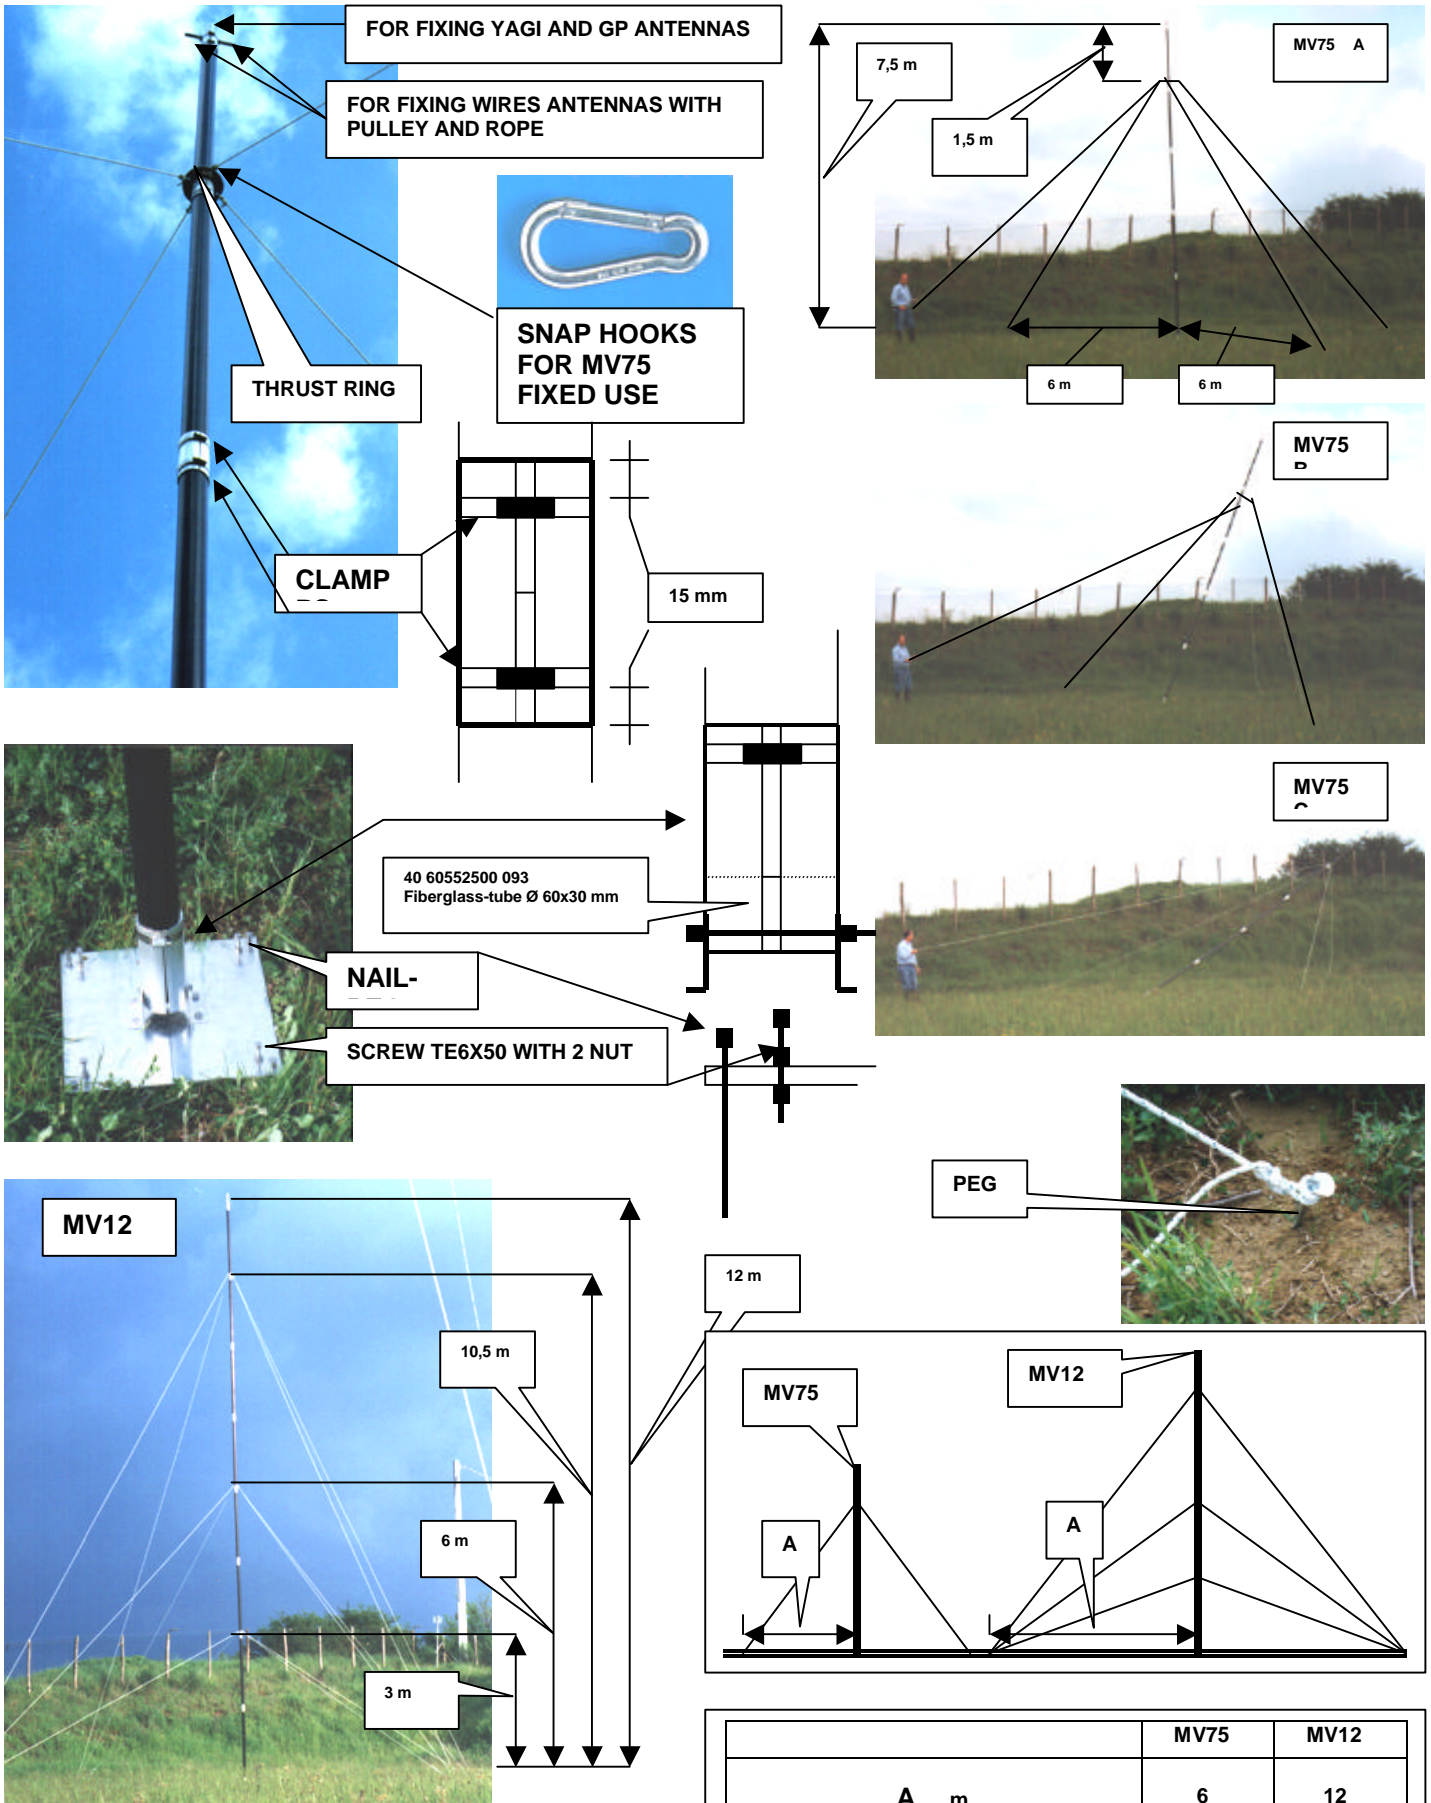 FOR FIXING YAGI AND GP ANTENNAS
FOR FIXING WIRES ANTENNAS WITH
PULLEY AND ROPE
SNAP HOOKS
FOR MV75
FIXED USE
THRUST RING
CLAMP
15 mm
7,5 m
1,5 m
MV75 A
6 m
6 m
MV75
MV75
40 60552500 093
Fiberglass-tube Ø 60x30 mm
NAIL-
SCREW TE6X50 WITH 2 NUT
PEG
MV12
12 m
10,5 m
6 m
3 m
MV75
A
MV12
A
MV75 MV12
A m 6 12